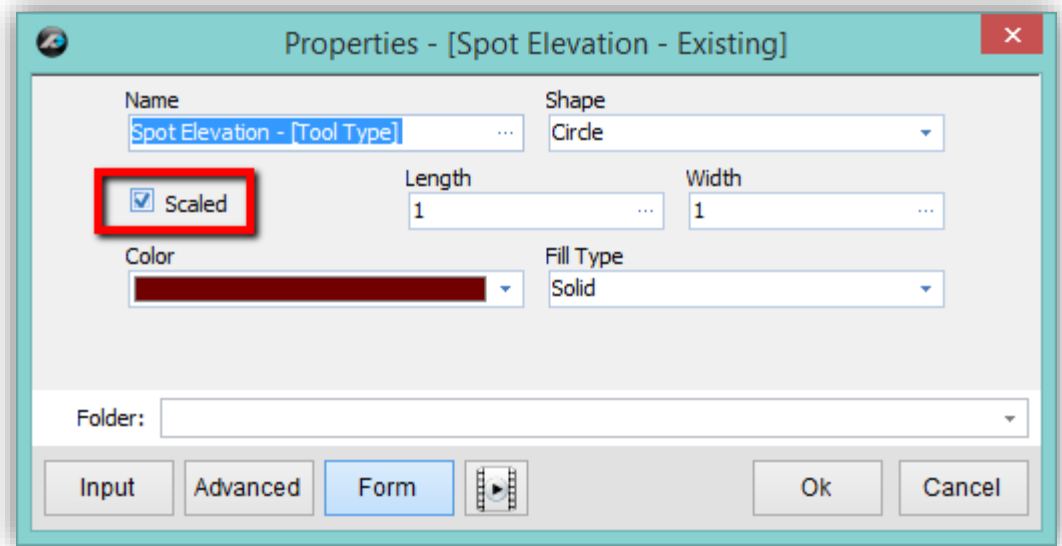 Properties - [Spot Elevation - Existing]
Name
Shape
Spot Elevation - [Tool Type]
Circle
Scaled
Length
Width
1
1
Color
Fill Type
Solid
Folder:
Input
Advanced
Form
Ok
Cancel